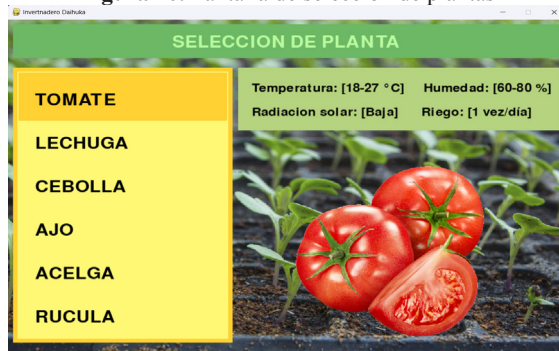 Invertnadero Daihuka
SELECCION DE PLANTA
TOMATE
LECHUGA
CEBOLLA
AJO
ACELGA
RUCULA
Temperatura: [18-27 °C] Humedad: [60-80 %]
Radiacion solar: [Baja] Riego: [1 vez/día]